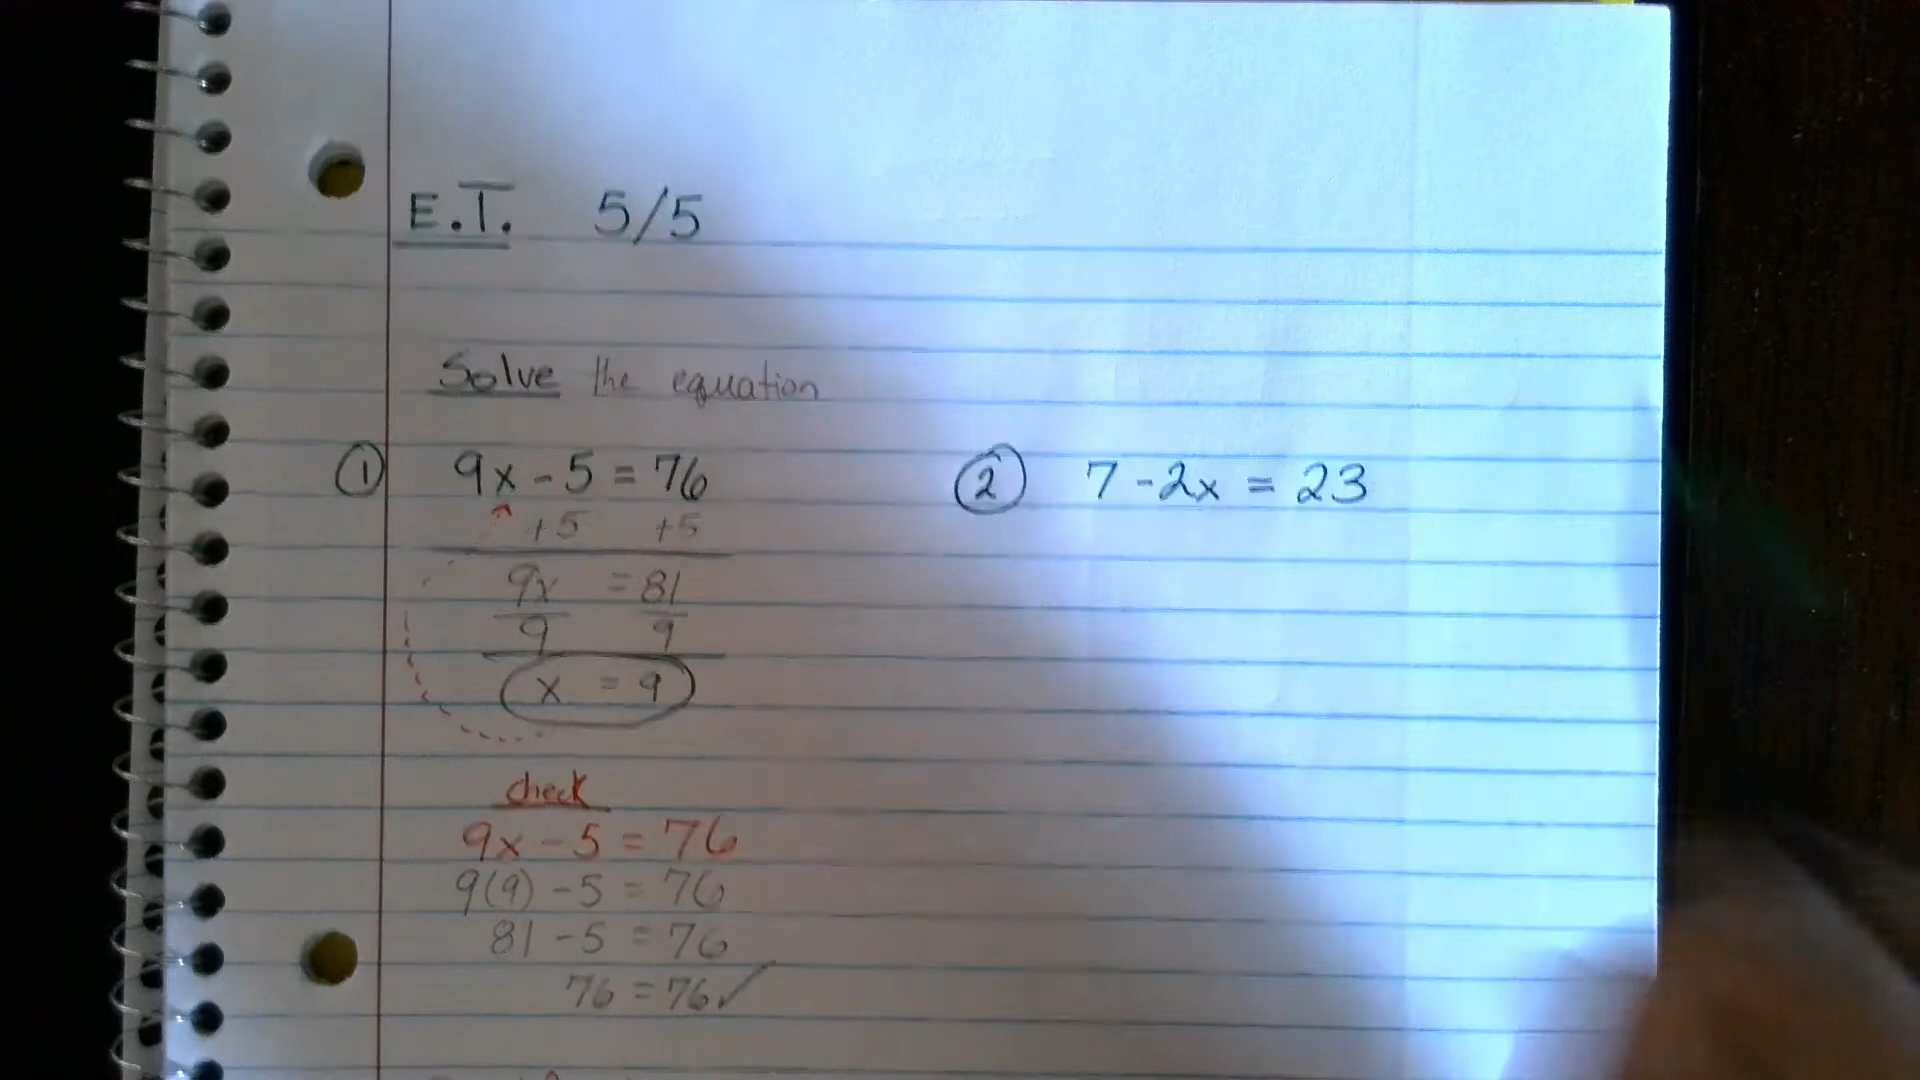 E.T. 5/5
Solve the equation
① 9x - 5 = 76
+5 +5
9x = 81
9 9
x = 9
check
9x - 5 = 76
9(9) - 5 = 76
81 - 5 = 76
76 = 76 ✓
② 7 - 2x = 23